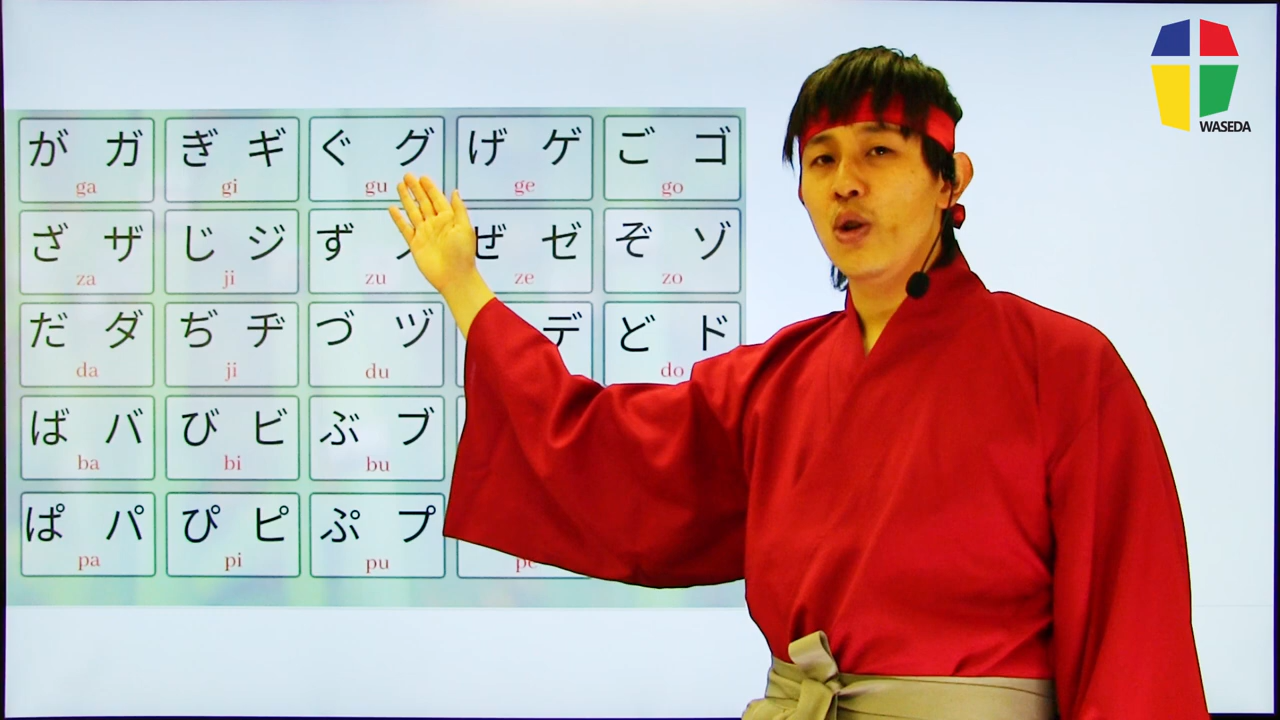 が ガ ぎ ギ ぐ グ げ ゲ ご ゴ
ga gi gu ge go
ざ ザ じ ジ ず ぜ ゼ ぞ ゾ
za ji zu ze zo
だ ダ ぢ ヂ づ ヅ デ ど ド
da ji du do
ば バ び ビ ぶ ブ
ba bi bu
ぱ パ ぴ ピ ぷ プ
pa pi pu
WASEDA